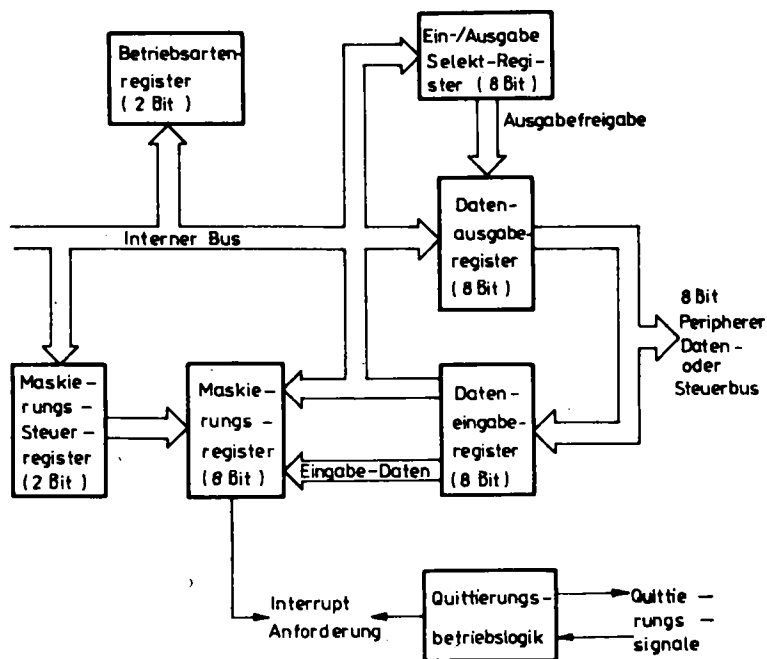 Betriebsarten-
register
(2 Bit)
Ein-/Ausgabe
Selekt-Regi-
ster (8 Bit)
Ausgabefreigabe
Daten-
ausgabe-
register
(8 Bit)
Interner Bus
8 Bit
Peripherer
Daten-
oder
Steuerbus
Maskie-
rungs-
Steuer-
register
(2 Bit)
Maskie-
rungs-
register
(8 Bit)
Daten-
eingabe-
register
(8 Bit)
Eingabe-Daten
Interrupt
Anforderung
Quittierungs-
betriebslogik
Quittie-
rungs-
signale